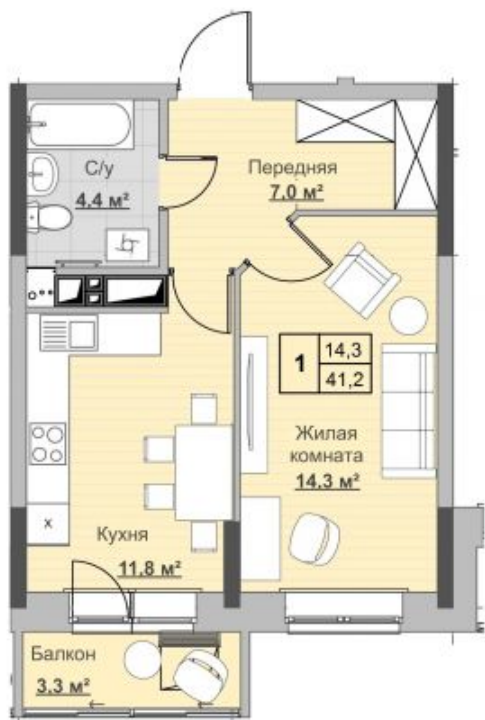 С/у
4,4 м²
Передняя
7,0 м²
1
14,3
41,2
Жилая
комната
14.3 м²
Кухня
11,8 м²
x
Балкон
3.3 м²